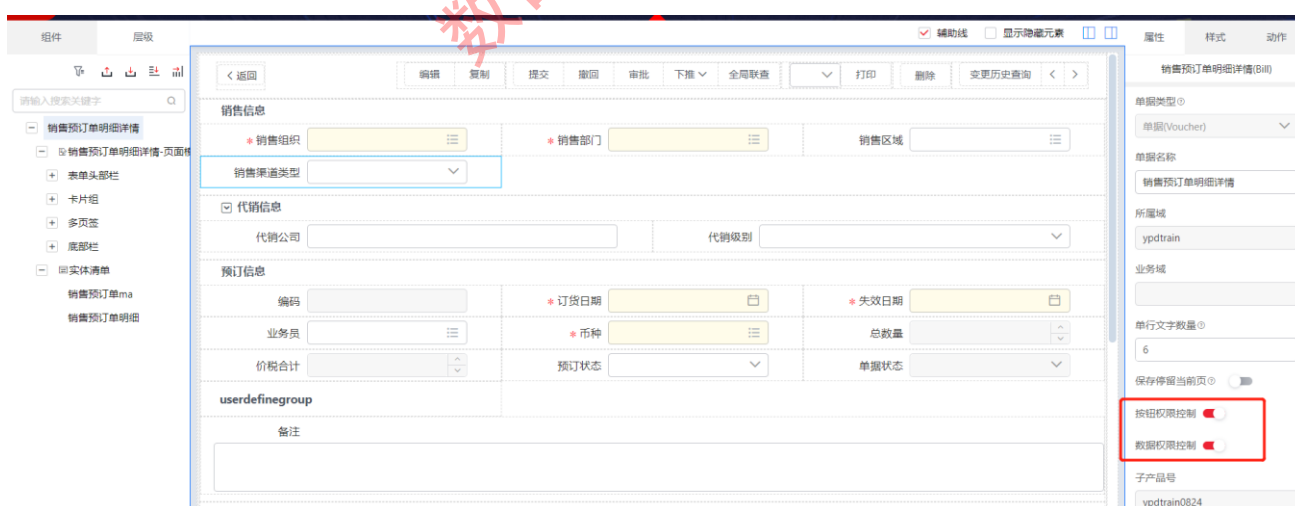 数
组件 层级 辅助线 显示隐藏元素 属性 样式 动作
销售预订单明细详情(Bill)
请输入搜索关键字
销售预订单明细详情
销售预订单明细详情-页面模
表单头部栏
卡片组
多页签
底部栏
实体清单
销售预订单ma
销售预订单明细
返回 编辑 复制 提交 撤回 审批 下推 全局联查 打印 删除 变更历史查询
销售信息
* 销售组织 * 销售部门 销售区域
销售渠道类型
代销信息
代销公司 代销级别
预订信息
编码 * 订货日期 * 失效日期
业务员 * 币种 总数量
价税合计 预订状态 单据状态
userdefinegroup
备注
单据类型
单据(Voucher)
单据名称
销售预订单明细详情
所属域
ypdtrain
业务域
单行文字数量
6
保存停留当前页
按钮权限控制
数据权限控制
子产品号
ypdtrain0824